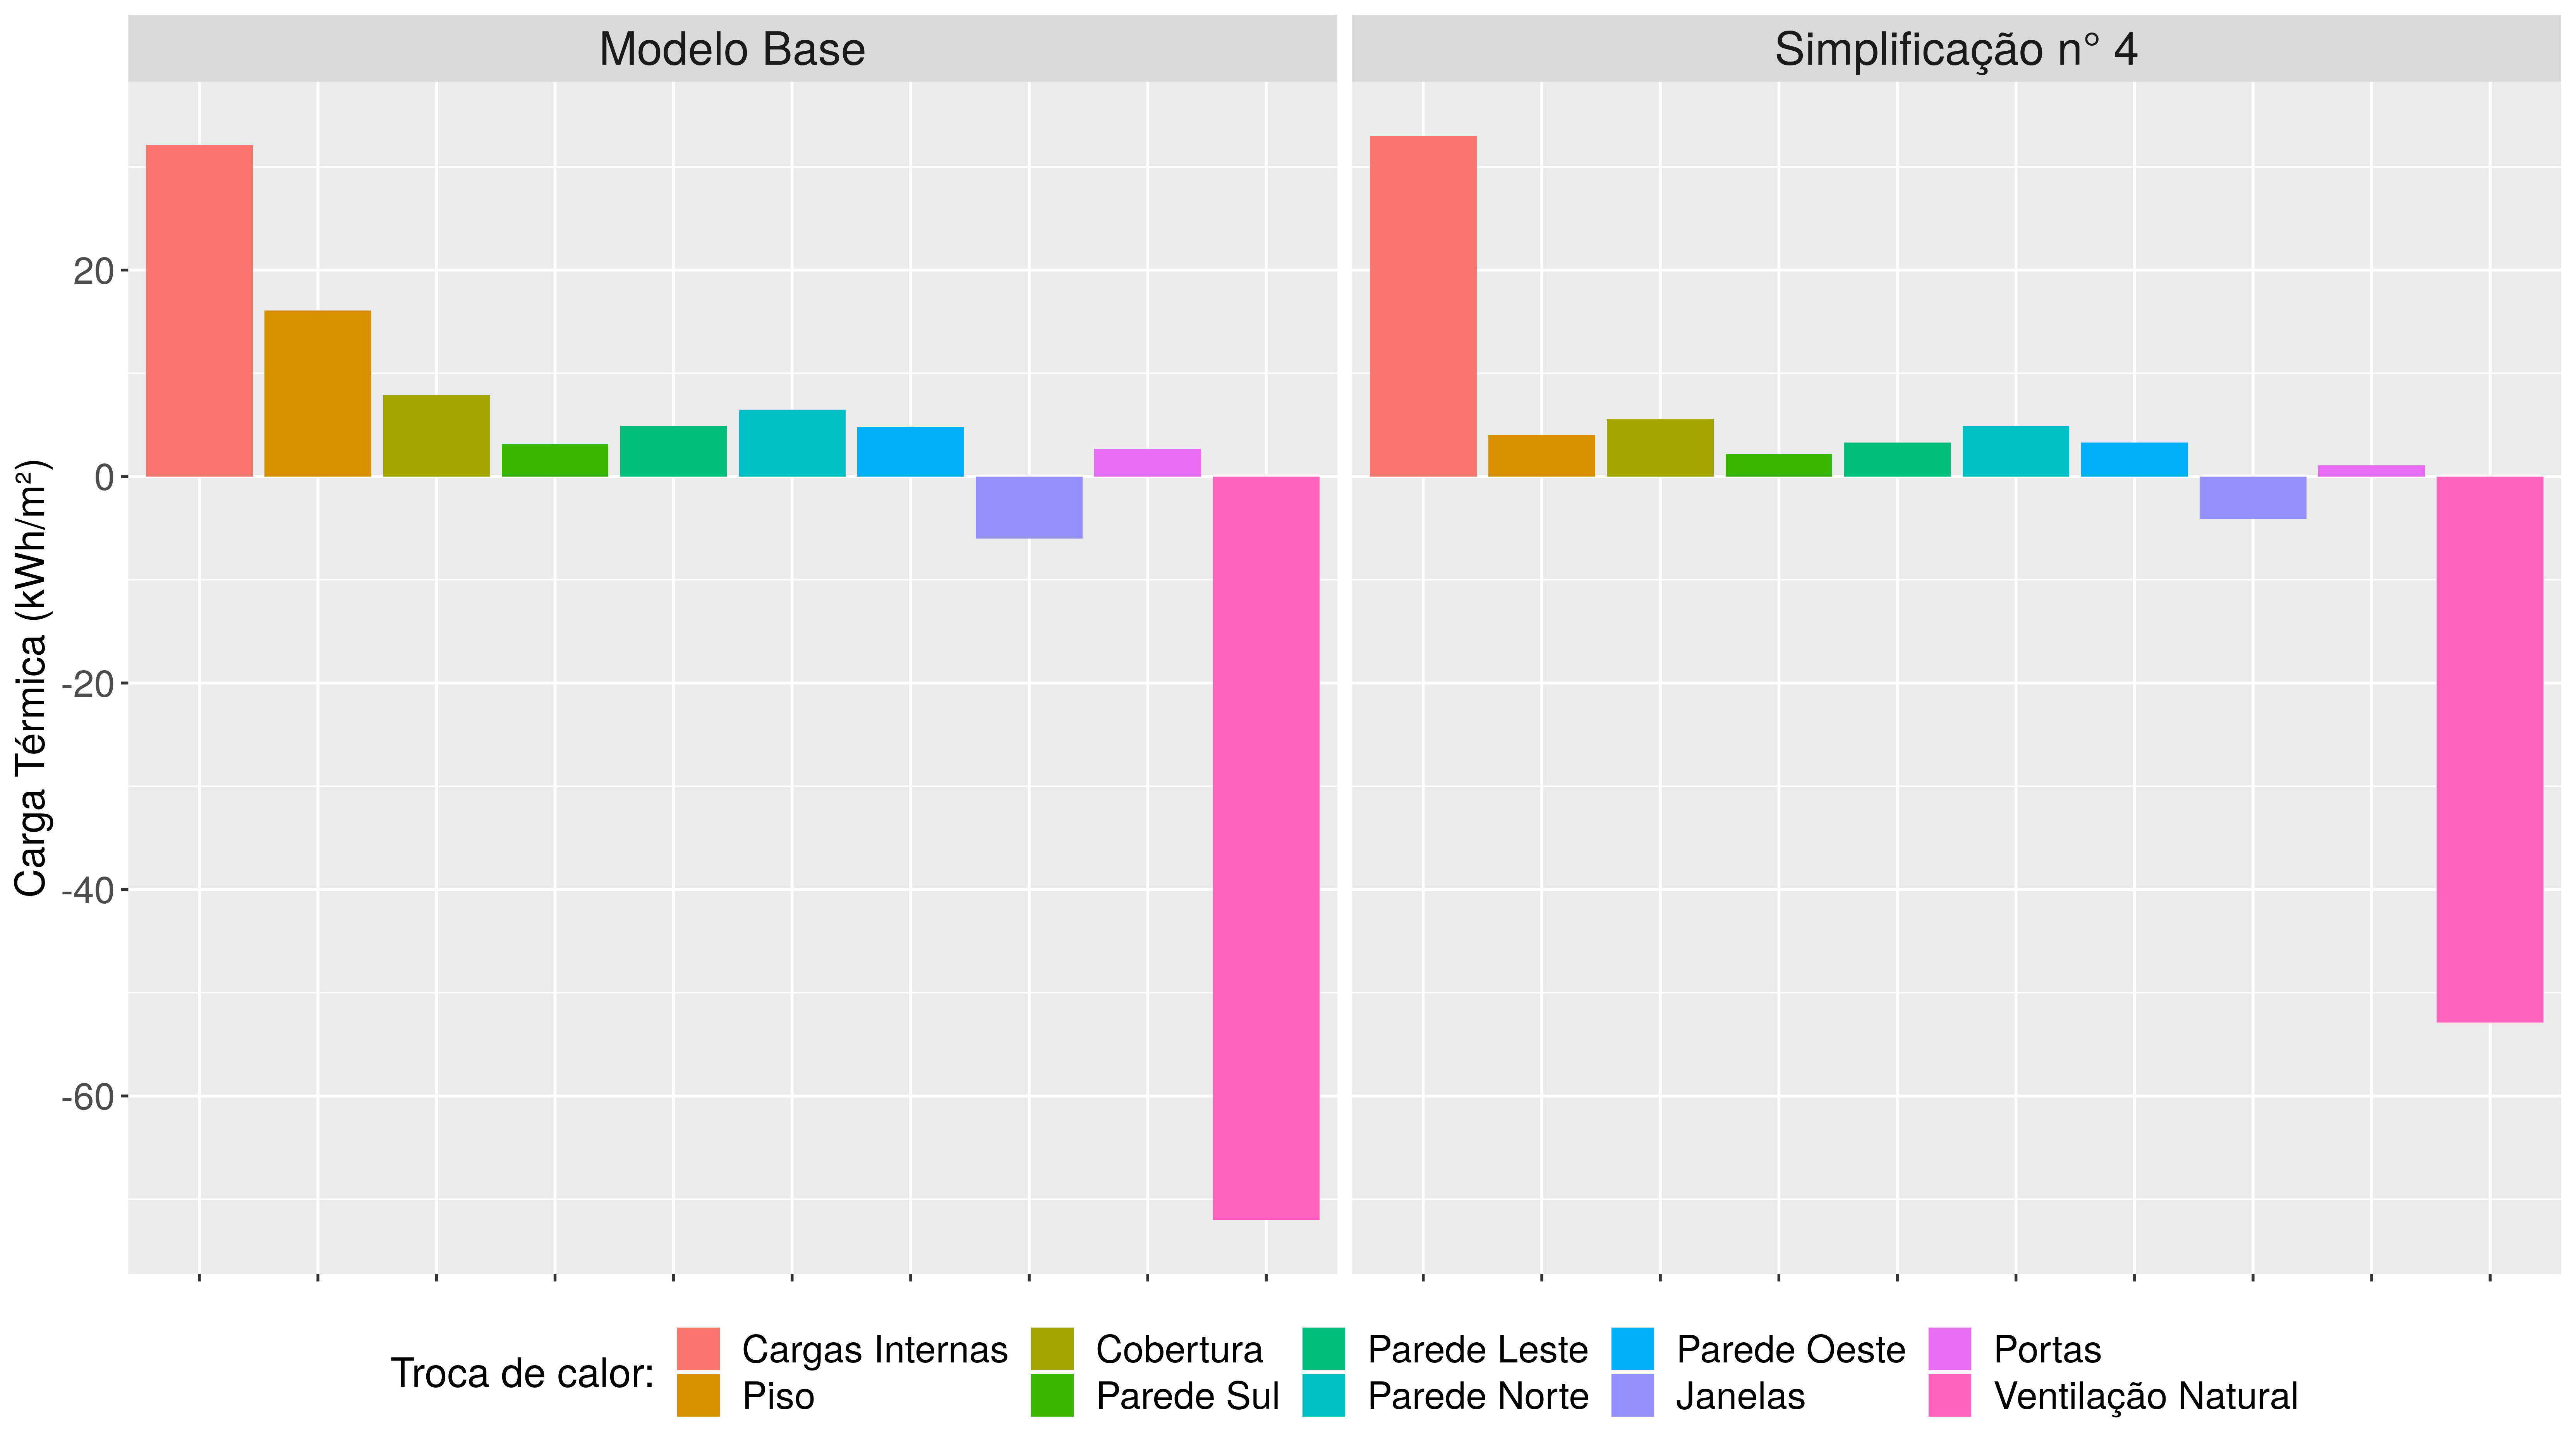 Modelo Base
Simplificação n° 4
Carga Térmica (kWh/m²)
20
0
-20
-40
-60
Troca de calor:
Cargas Internas
Piso
Cobertura
Parede Sul
Parede Leste
Parede Norte
Parede Oeste
Janelas
Portas
Ventilação Natural